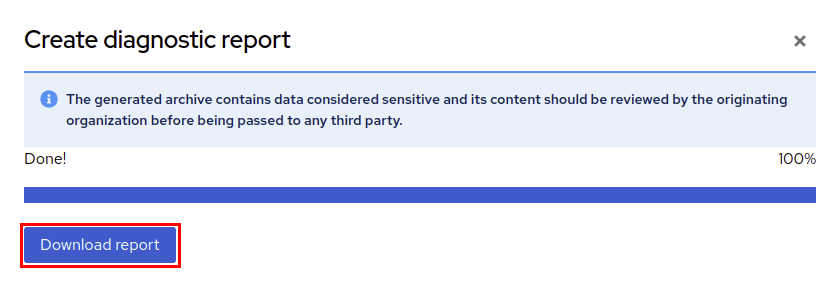 Create diagnostic report
The generated archive contains data considered sensitive and its content should be reviewed by the originating
organization before being passed to any third party.
Done! 100%
Download report